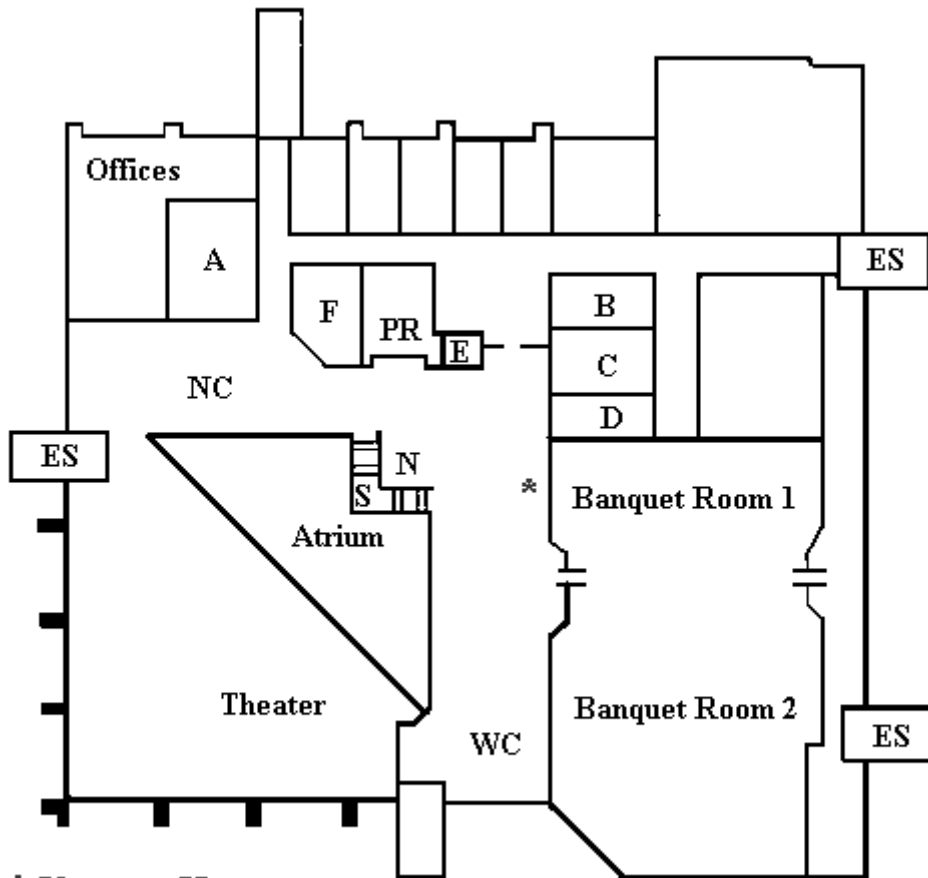 Offices
A
ES
F
PR
E
B
C
D
NC
ES
N
S
*
Banquet Room 1
Atrium
Theater
Banquet Room 2
WC
ES